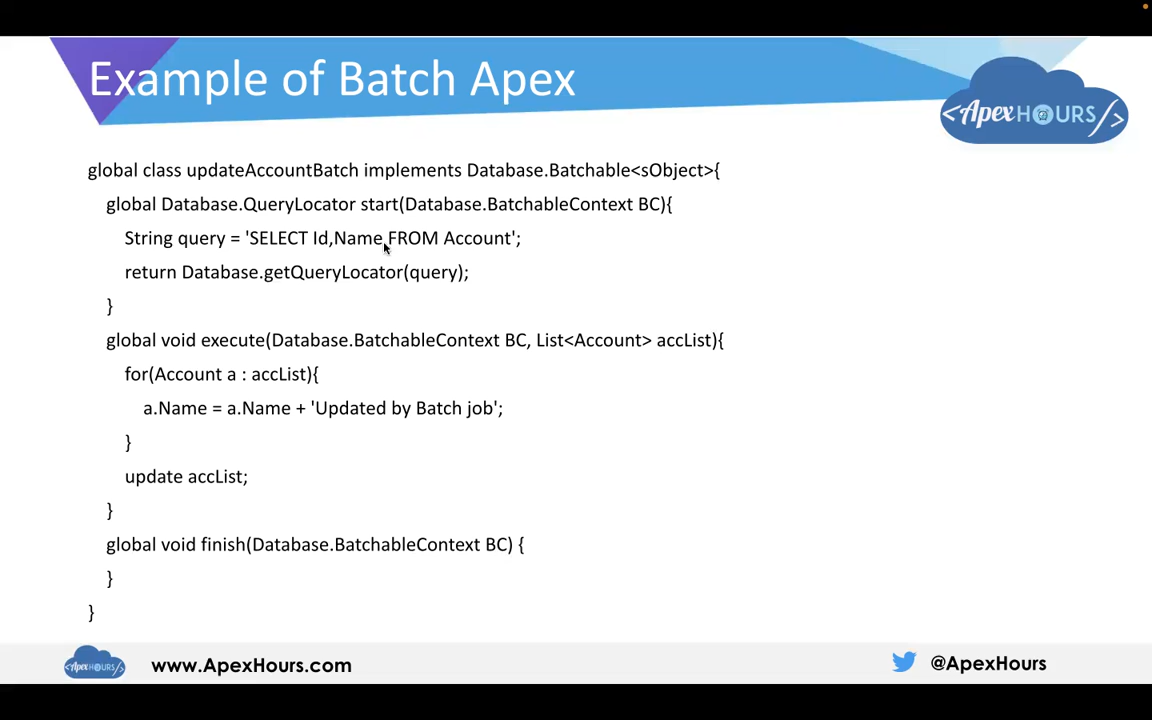 Example of Batch Apex
<ApexHOURS/>
global class updateAccountBatch implements Database.Batchable<sObject>{
global Database.QueryLocator start(Database.BatchableContext BC){
String query = 'SELECT Id,Name FROM Account';
return Database.getQueryLocator(query);
}
global void execute(Database.BatchableContext BC, List<Account> accList){
for(Account a : accList){
a.Name = a.Name + 'Updated by Batch job';
}
update accList;
}
global void finish(Database.BatchableContext BC) {
}
}
<ApexHOURS/>
www.ApexHours.com
@ApexHours